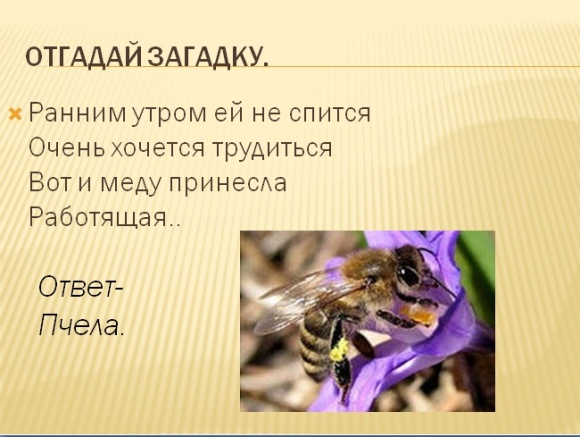 ОТГАДАЙ ЗАГАДКУ.
Ранним утром ей не спится
Очень хочется трудиться
Вот и меду принесла
Работящая..
Ответ-
Пчела.